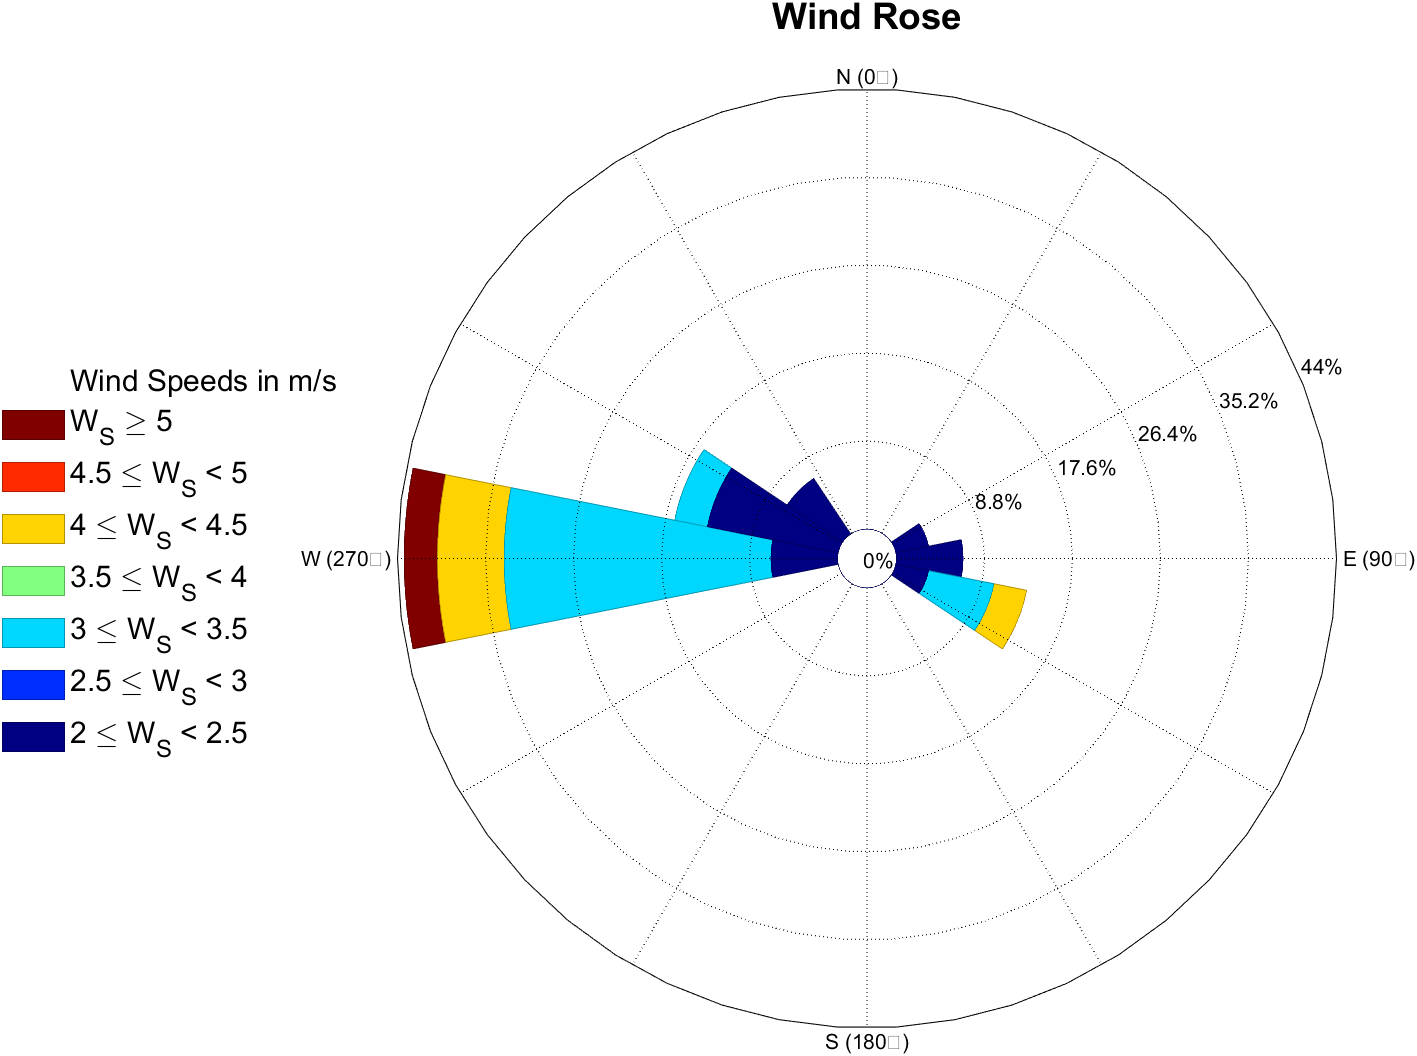 Wind Rose
N (0□)
44%
35.2%
26.4%
17.6%
8.8%
0%
W (270□)
E (90□)
S (180□)
Wind Speeds in m/s
W_S ≥ 5
4.5 ≤ W_S < 5
4 ≤ W_S < 4.5
3.5 ≤ W_S < 4
3 ≤ W_S < 3.5
2.5 ≤ W_S < 3
2 ≤ W_S < 2.5